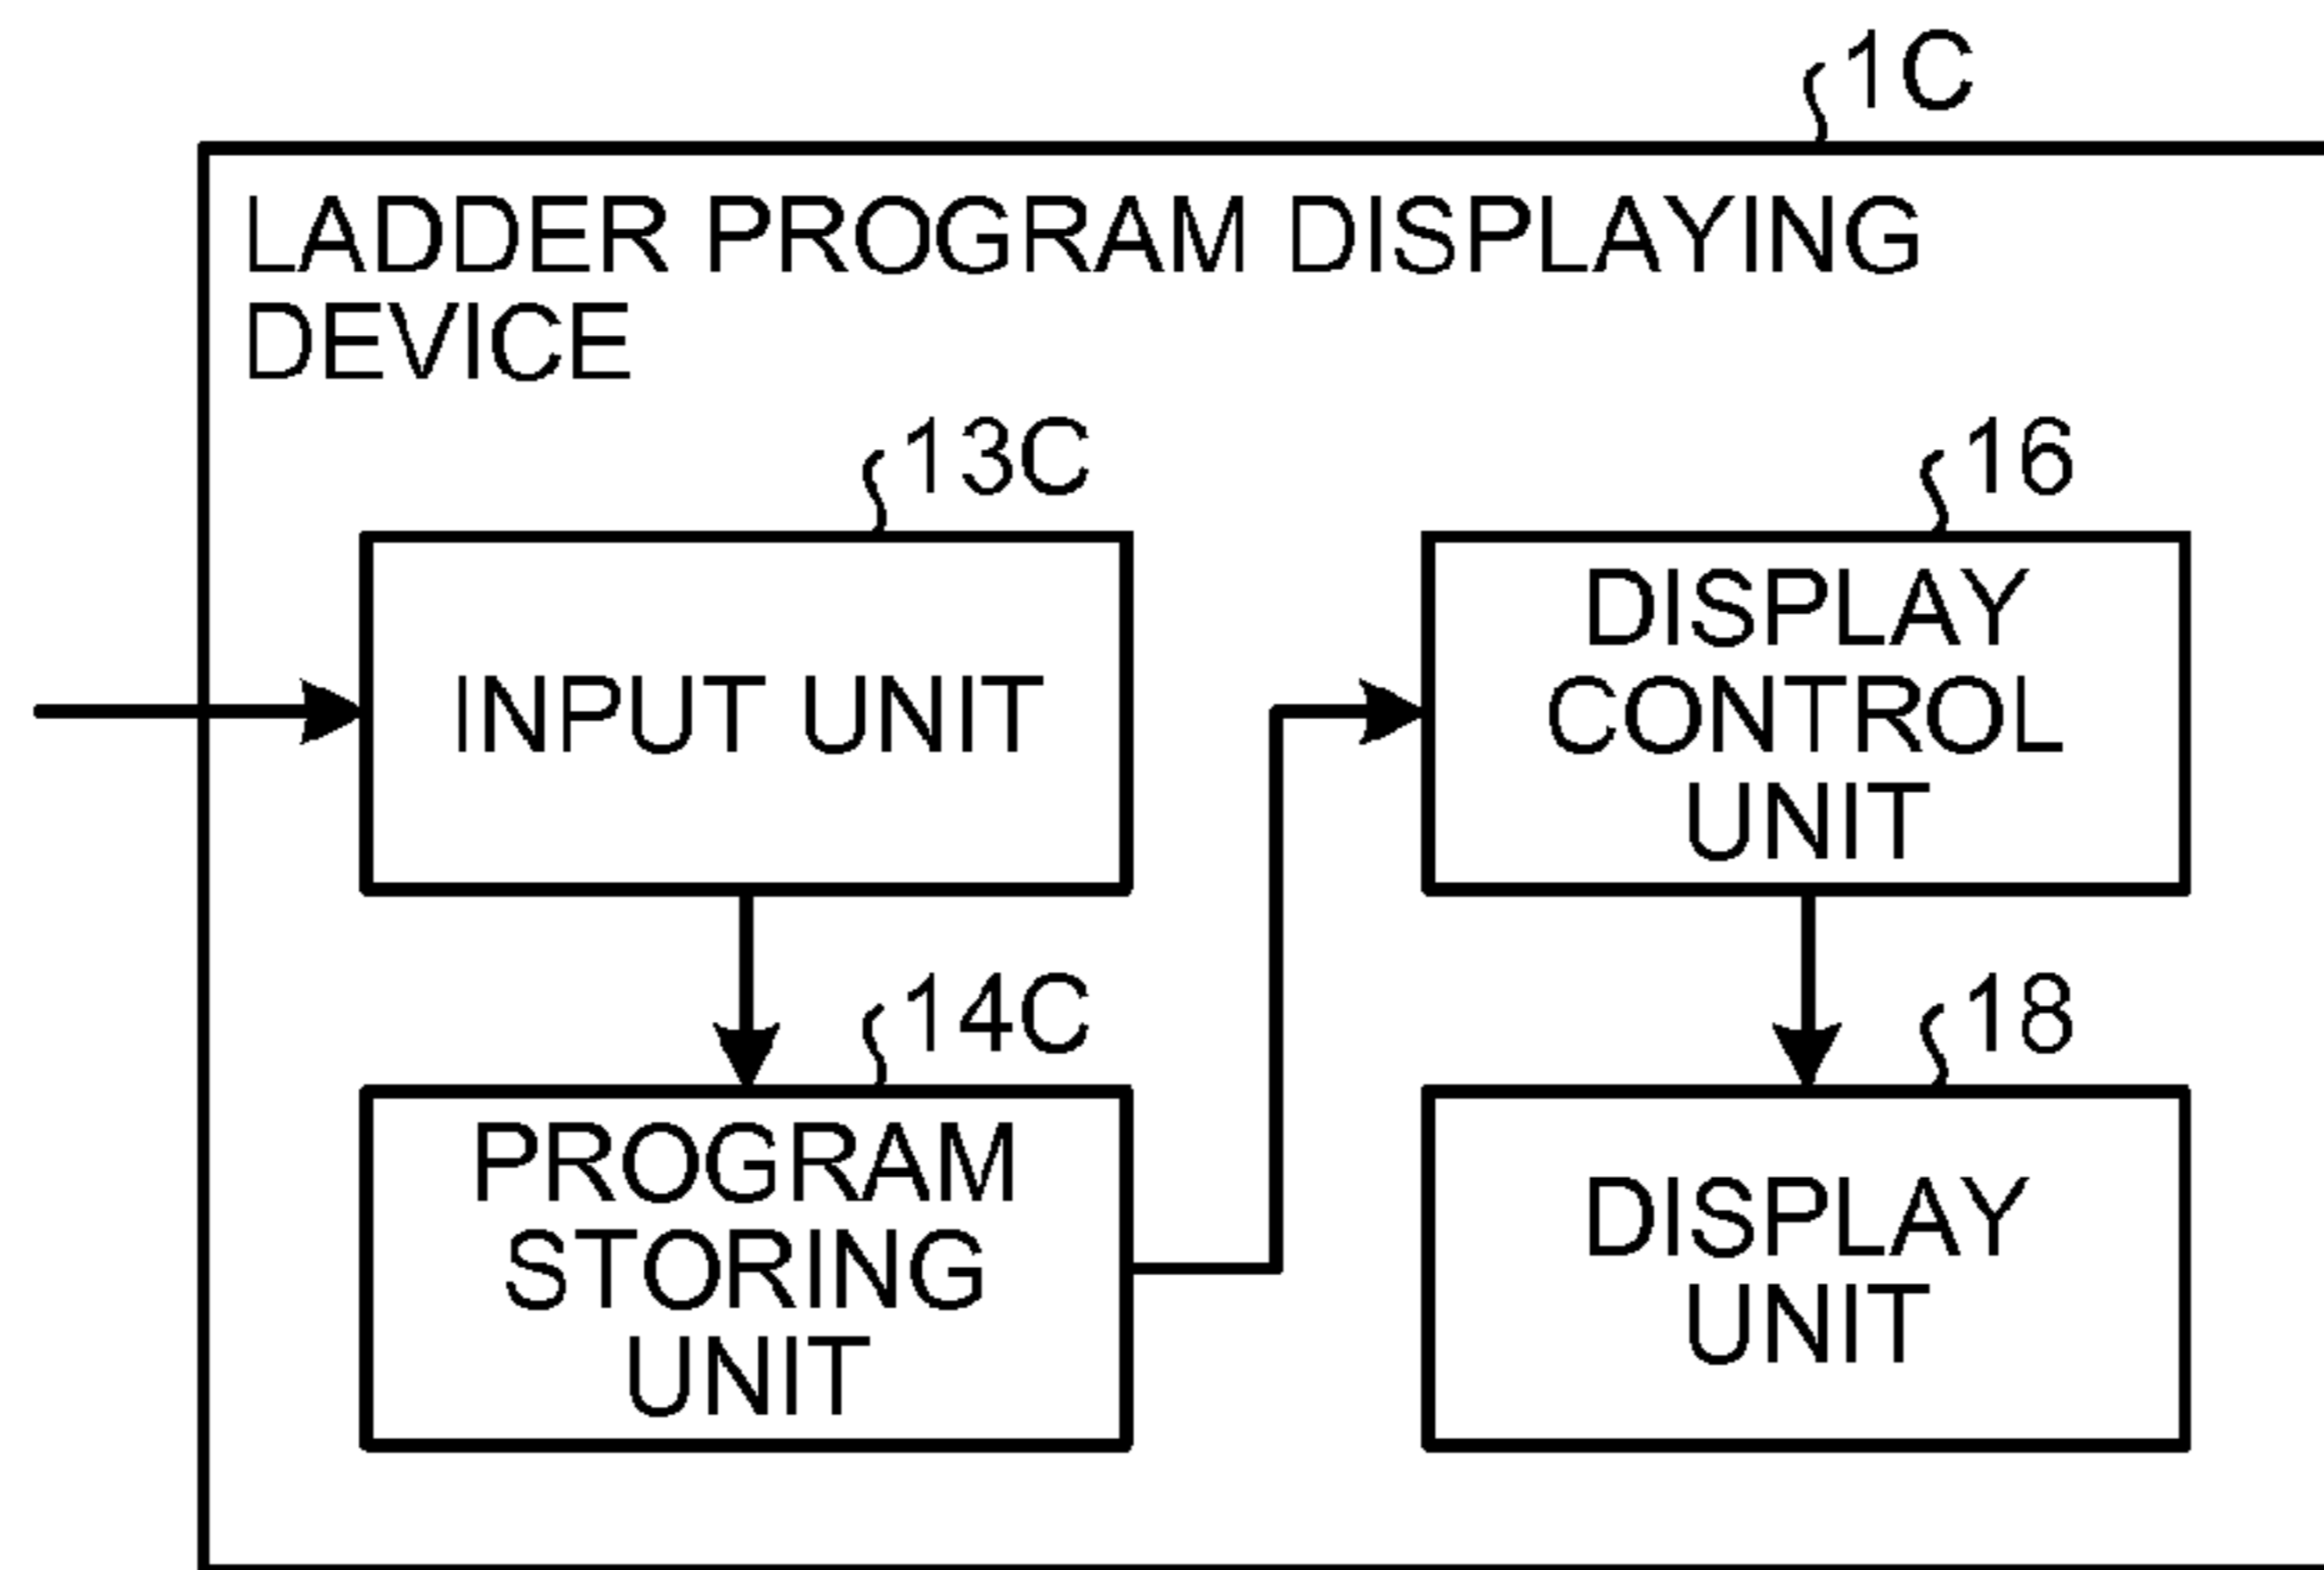 1C
LADDER PROGRAM DISPLAYING
DEVICE
13C
INPUT UNIT
14C
PROGRAM
STORING
UNIT
16
DISPLAY
CONTROL
UNIT
18
DISPLAY
UNIT